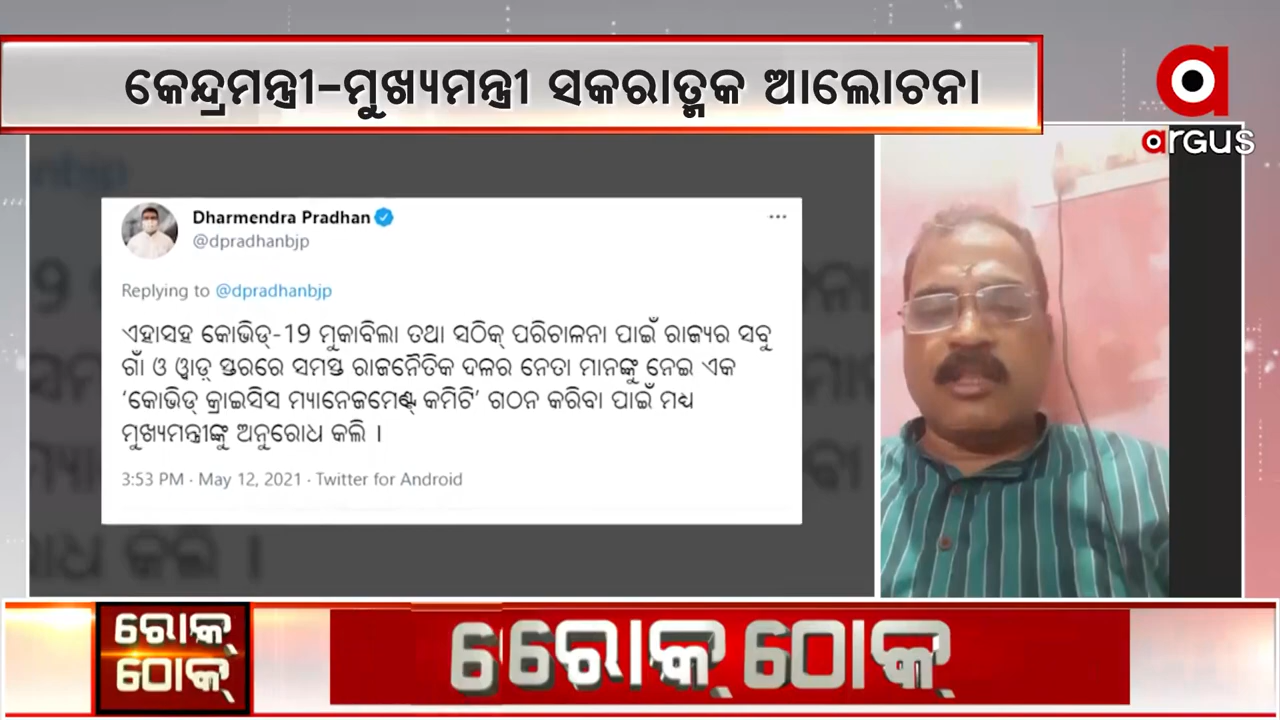 କେନ୍ଦ୍ରମନ୍ତ୍ରୀ-ମୁଖ୍ୟମନ୍ତ୍ରୀ ସକରାତ୍ମକ ଆଲୋଚନା
argus
Dharmendra Pradhan
@dpradhanbjp
Replying to @dpradhanbjp
ଏହାସହ କୋଭିଡ୍-19 ମୁକାବିଲା ତଥା ସଠିକ୍ ପରିଚାଳନା ପାଇଁ ରାଜ୍ୟର ସବୁ
ଗାଁ ଓ ୱାଡ଼୍ ସ୍ତରରେ ସମସ୍ତ ରାଜନୈତିକ ଦଳର ନେତା ମାନଙ୍କୁ ନେଇ ଏକ
‘କୋଭିଡ୍ କ୍ରାଇସିସ ମ୍ୟାନେଜମେଣ୍ଟ୍ କମିଟି’ ଗଠନ କରିବା ପାଇଁ ମଧ୍ୟ
ମୁଖ୍ୟମନ୍ତ୍ରୀଙ୍କୁ ଅନୁରୋଧ କଲି ।
3:53 PM · May 12, 2021 · Twitter for Android
ରୋକ୍
ଠୋକ୍
ରୋକ୍ ଠୋକ୍